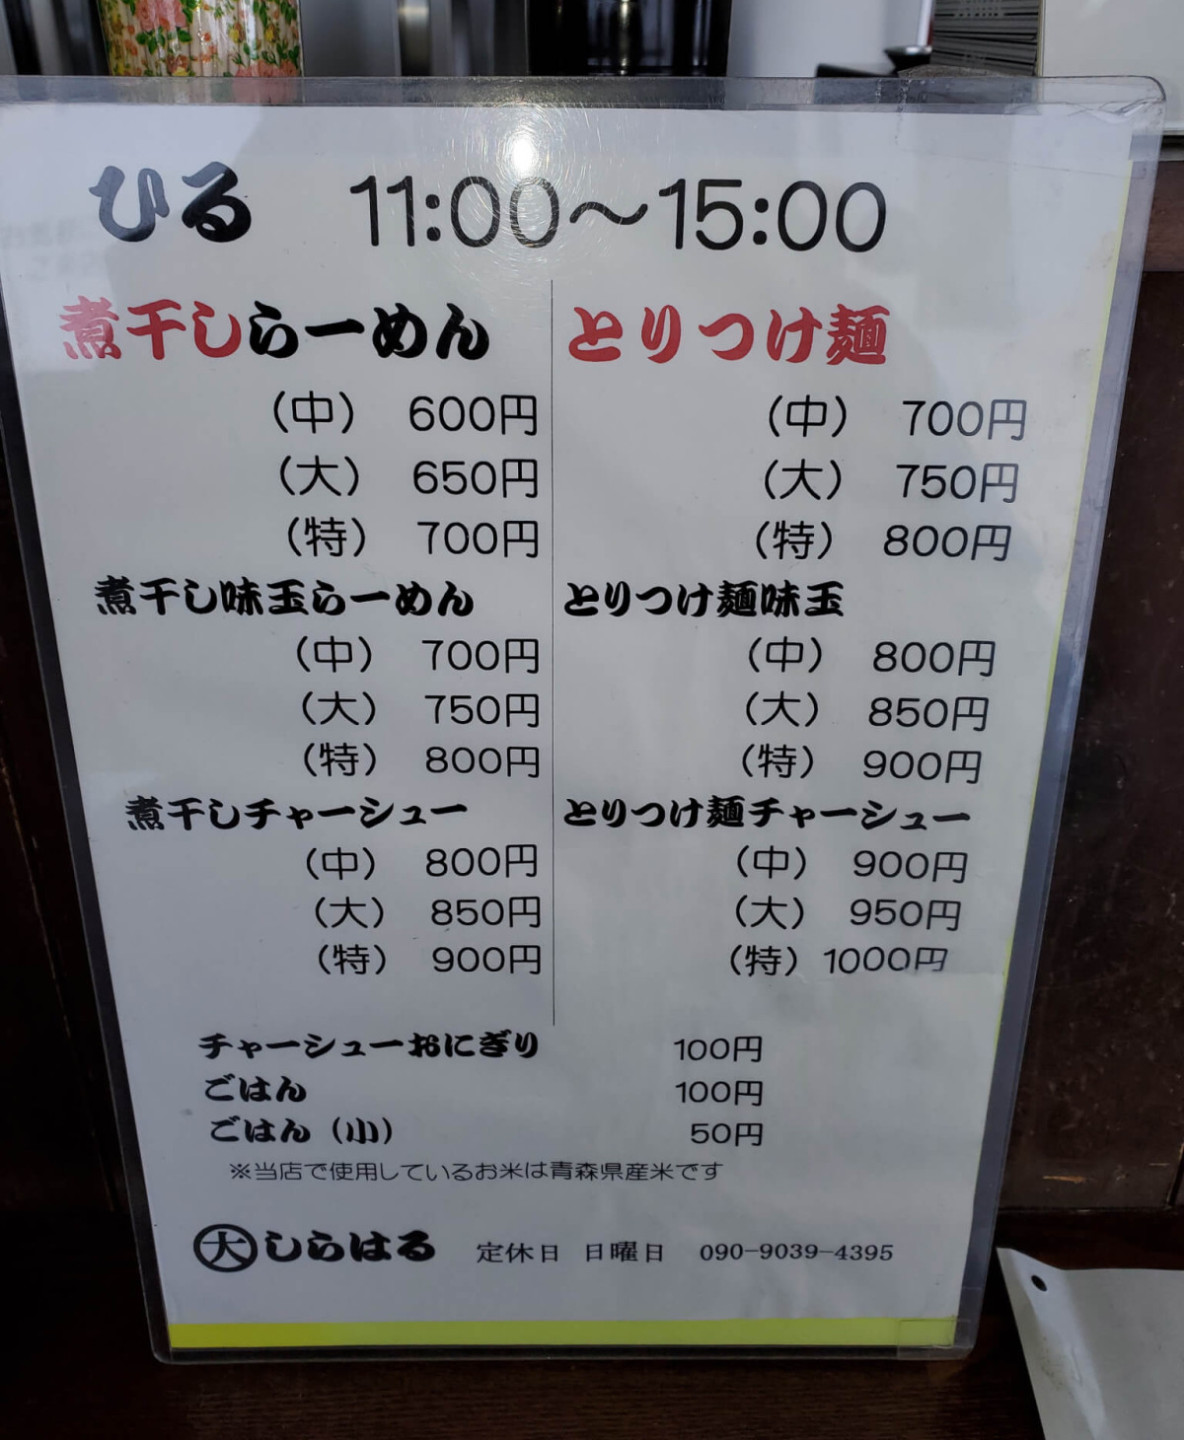 ひる 11:00〜15:00
煮干しらーめん
（中） 600円
（大） 650円
（特） 700円
煮干し味玉らーめん
（中） 700円
（大） 750円
（特） 800円
煮干しチャーシュー
（中） 800円
（大） 850円
（特） 900円
とりつけ麺
（中） 700円
（大） 750円
（特） 800円
とりつけ麺味玉
（中） 800円
（大） 850円
（特） 900円
とりつけ麺チャーシュー
（中） 900円
（大） 950円
（特） 1000円
チャーシューおにぎり 100円
ごはん 100円
ごはん（小） 50円
※当店で使用しているお米は青森県産米です
大 しらはる 定休日 日曜日 090-9039-4395